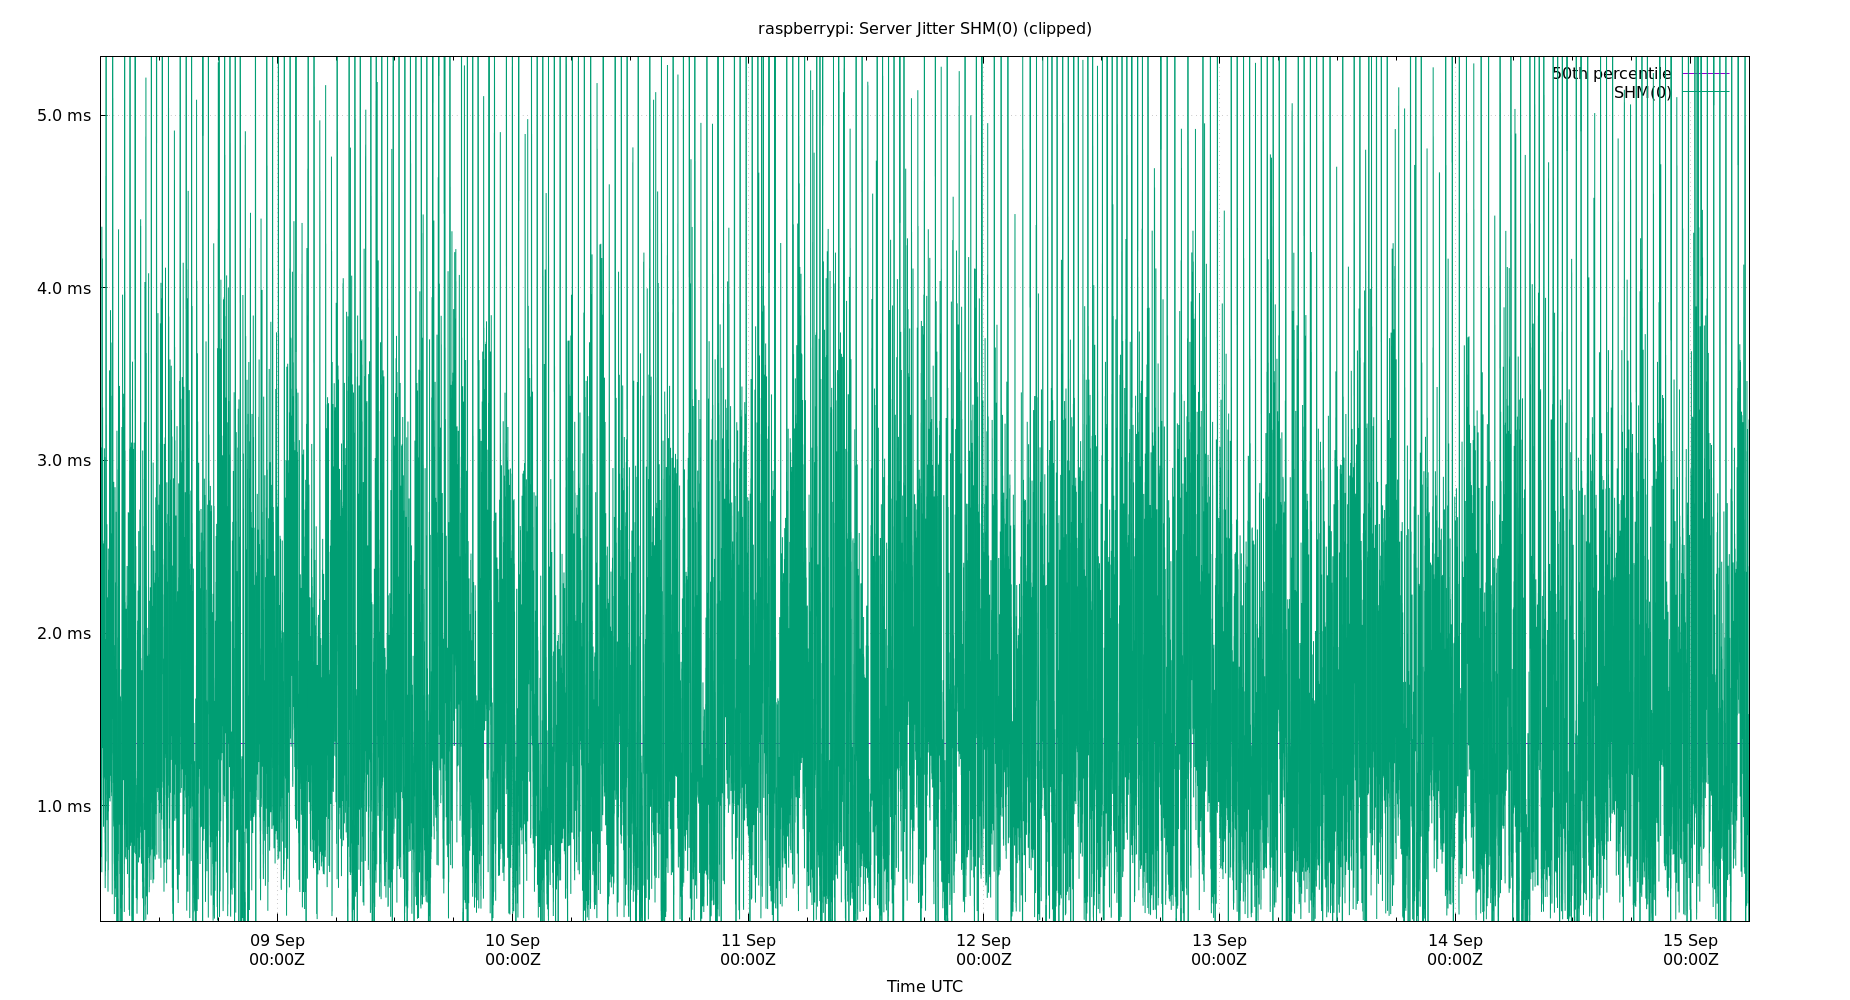 raspberrypi: Server Jitter SHM(0) (clipped)
50th percentile
SHM(0)
5.0 ms
4.0 ms
3.0 ms
2.0 ms
1.0 ms
09 Sep 10 Sep 11 Sep 12 Sep 13 Sep 14 Sep 15 Sep
00:00Z 00:00Z 00:00Z 00:00Z 00:00Z 00:00Z 00:00Z
Time UTC